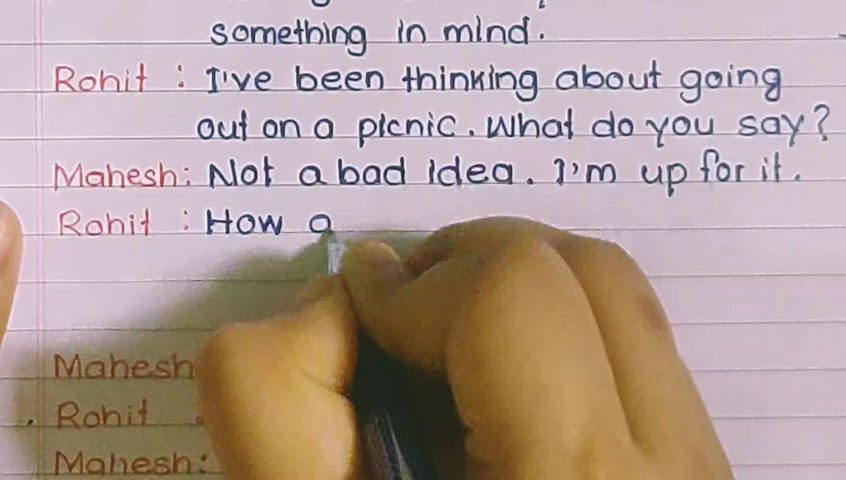 something in mind.
Rohit : I've been thinking about going
out on a picnic. What do you say?
Mahesh: Not a bad idea. I'm up for it.
Rohit : How a
Mahesh
Rohit :
Mahesh: